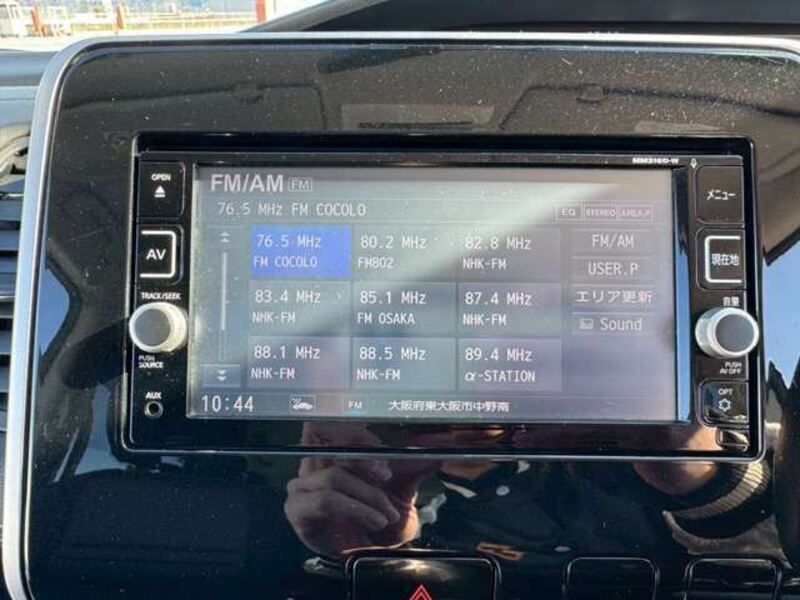 MM316D-W
OPEN
AV
TRACK/SEEK
PUSH
SOURCE
AUX
FM/AM FM
76.5 MHz FM COCOLO
EQ STEREO AREA.P
76.5 MHz
FM COCOLO
80.2 MHz
FM802
82.8 MHz
NHK-FM
83.4 MHz
NHK-FM
85.1 MHz
FM OSAKA
87.4 MHz
NHK-FM
88.1 MHz
NHK-FM
88.5 MHz
NHK-FM
89.4 MHz
α-STATION
FM/AM
USER.P
エリア更新
Sound
10:44
FM 大阪府東大阪市中野南
メニュー
現在地
音量
PUSH
AV OFF
OPT